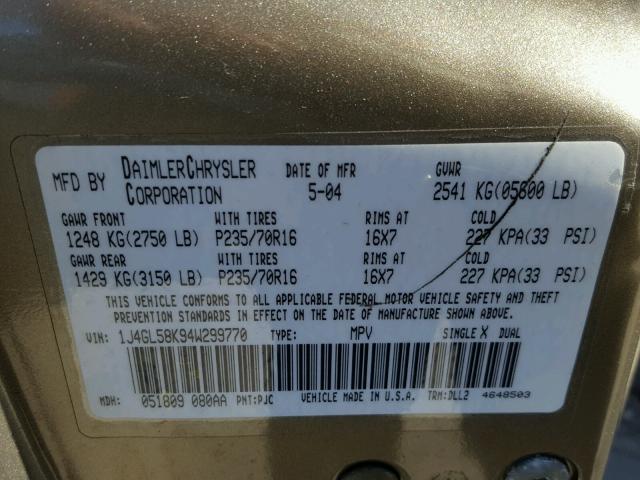 MFD BY DAIMLERCHRYSLER CORPORATION DATE OF MFR 5-04 GVWR 2541 KG(05600 LB)
GAWR FRONT WITH TIRES RIMS AT COLD
1248 KG(2750 LB) P235/70R16 16X7 227 KPA(33 PSI)
GAWR REAR WITH TIRES RIMS AT COLD
1429 KG(3150 LB) P235/70R16 16X7 227 KPA(33 PSI)
THIS VEHICLE CONFORMS TO ALL APPLICABLE FEDERAL MOTOR VEHICLE SAFETY AND THEFT
PREVENTION STANDARDS IN EFFECT ON THE DATE OF MANUFACTURE SHOWN ABOVE.
VIN: 1J4GL58K94W299770 TYPE: MPV SINGLE X DUAL
MDH: 051809 080AA PNT:PJC VEHICLE MADE IN U.S.A. TRM:DLL2 4648503